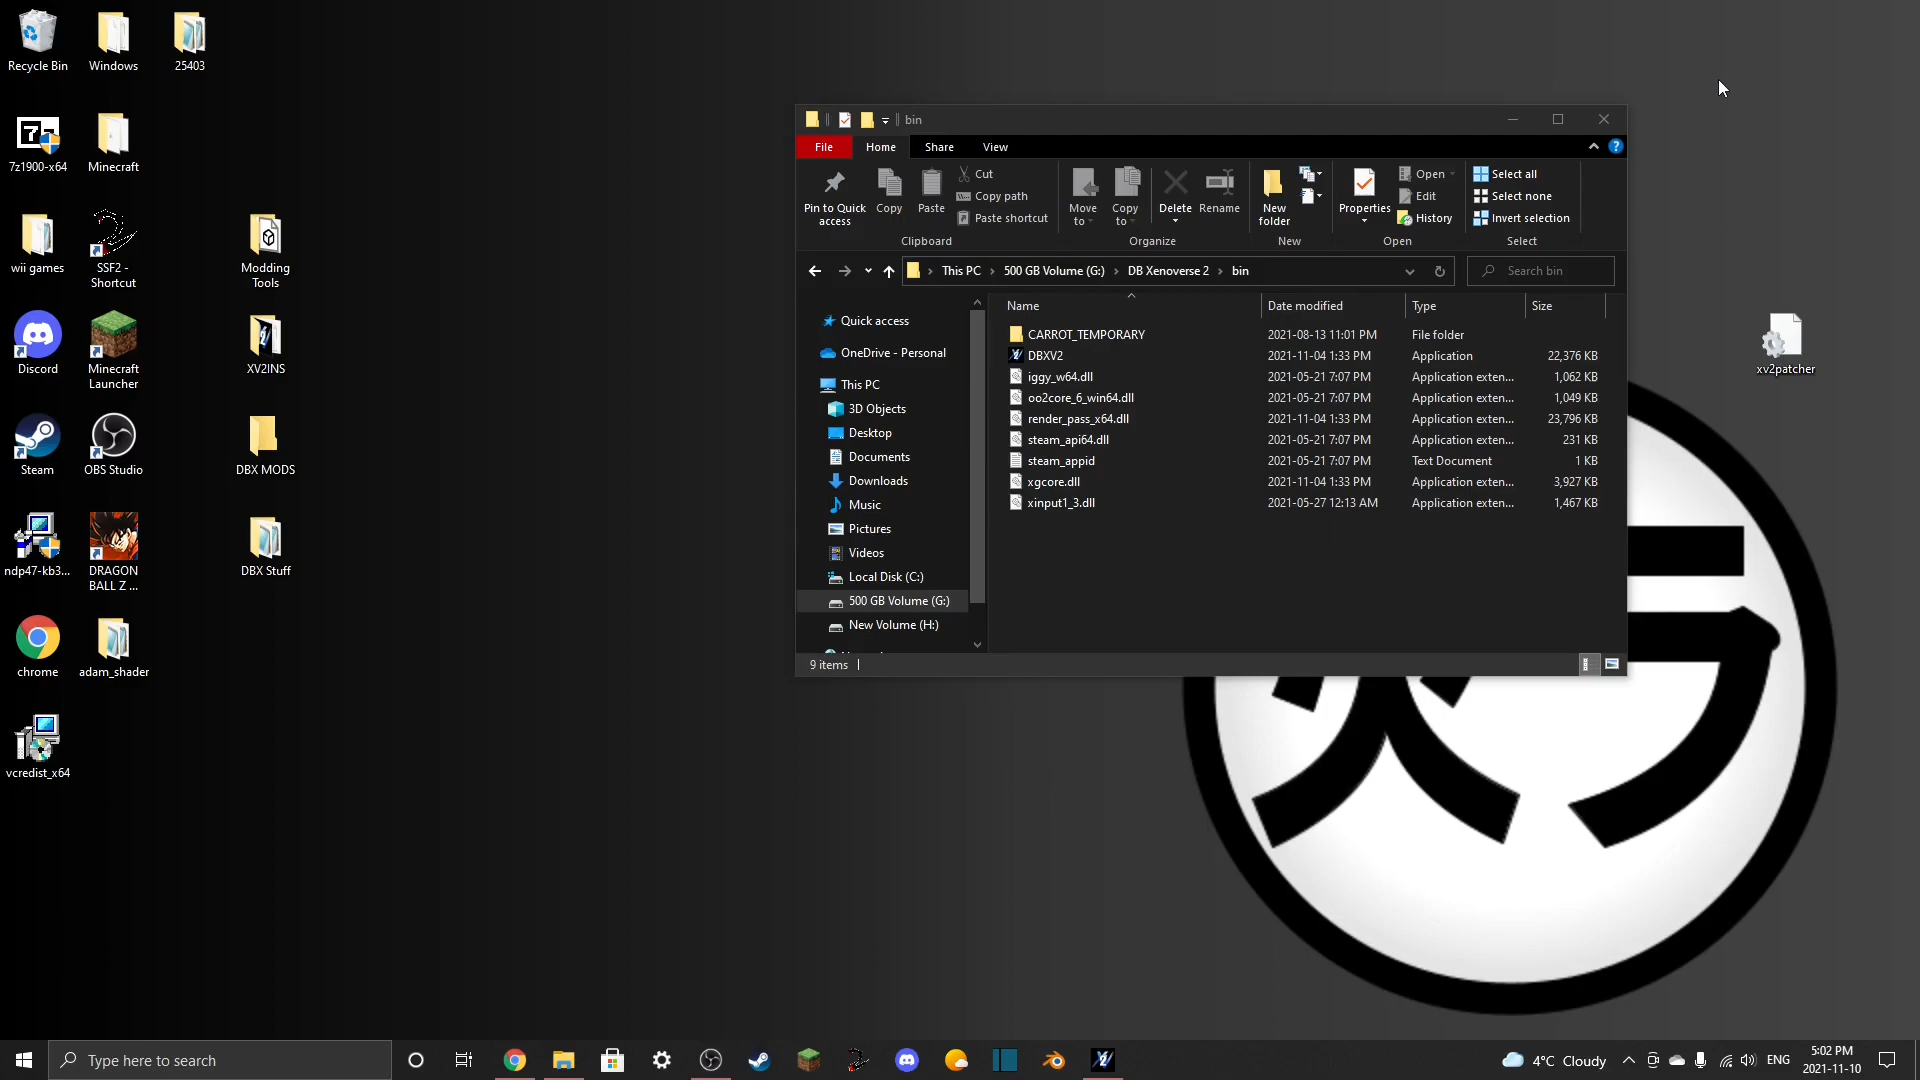 Recycle Bin
Windows
25403
7z1900-x64
Minecraft
wii games
SSF2 -
Shortcut
Modding
Tools
Discord
Minecraft
Launcher
XV2INS
Steam
OBS Studio
DBX MODS
ndp47-kb3...
DRAGON
BALL Z ...
DBX Stuff
chrome
adam_shader
vcredist_x64
xv2patcher
bin
File
Home
Share
View
Pin to Quick
access
Copy
Paste
Cut
Copy path
Paste shortcut
Clipboard
Move
to
Copy
to
Delete
Rename
Organize
New
folder
New
Properties
Open
Edit
History
Open
Select all
Select none
Invert selection
Select
This PC
500 GB Volume (G:)
DB Xenoverse 2
bin
Search bin
Quick access
OneDrive - Personal
This PC
3D Objects
Desktop
Documents
Downloads
Music
Pictures
Videos
Local Disk (C:)
500 GB Volume (G:)
New Volume (H:)
Name Date modified Type Size
CARROT_TEMPORARY 2021-08-13 11:01 PM File folder
DBXV2 2021-11-04 1:33 PM Application 22,376 KB
iggy_w64.dll 2021-05-21 7:07 PM Application exten... 1,062 KB
oo2core_6_win64.dll 2021-05-21 7:07 PM Application exten... 1,049 KB
render_pass_x64.dll 2021-11-04 1:33 PM Application exten... 23,796 KB
steam_api64.dll 2021-05-21 7:07 PM Application exten... 231 KB
steam_appid 2021-05-21 7:07 PM Text Document 1 KB
xgcore.dll 2021-11-04 1:33 PM Application exten... 3,927 KB
xinput1_3.dll 2021-05-27 12:13 AM Application exten... 1,467 KB
9 items
Type here to search
4°C Cloudy
ENG
5:02 PM
2021-11-10